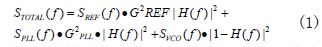 S_TOTAL(f) = S_REF(f)•G²REF|H(f)|²+
S_PLL(f)•G²_PLL•|H(f)|²+S_VCO(f)•|1-H(f)|² (1)